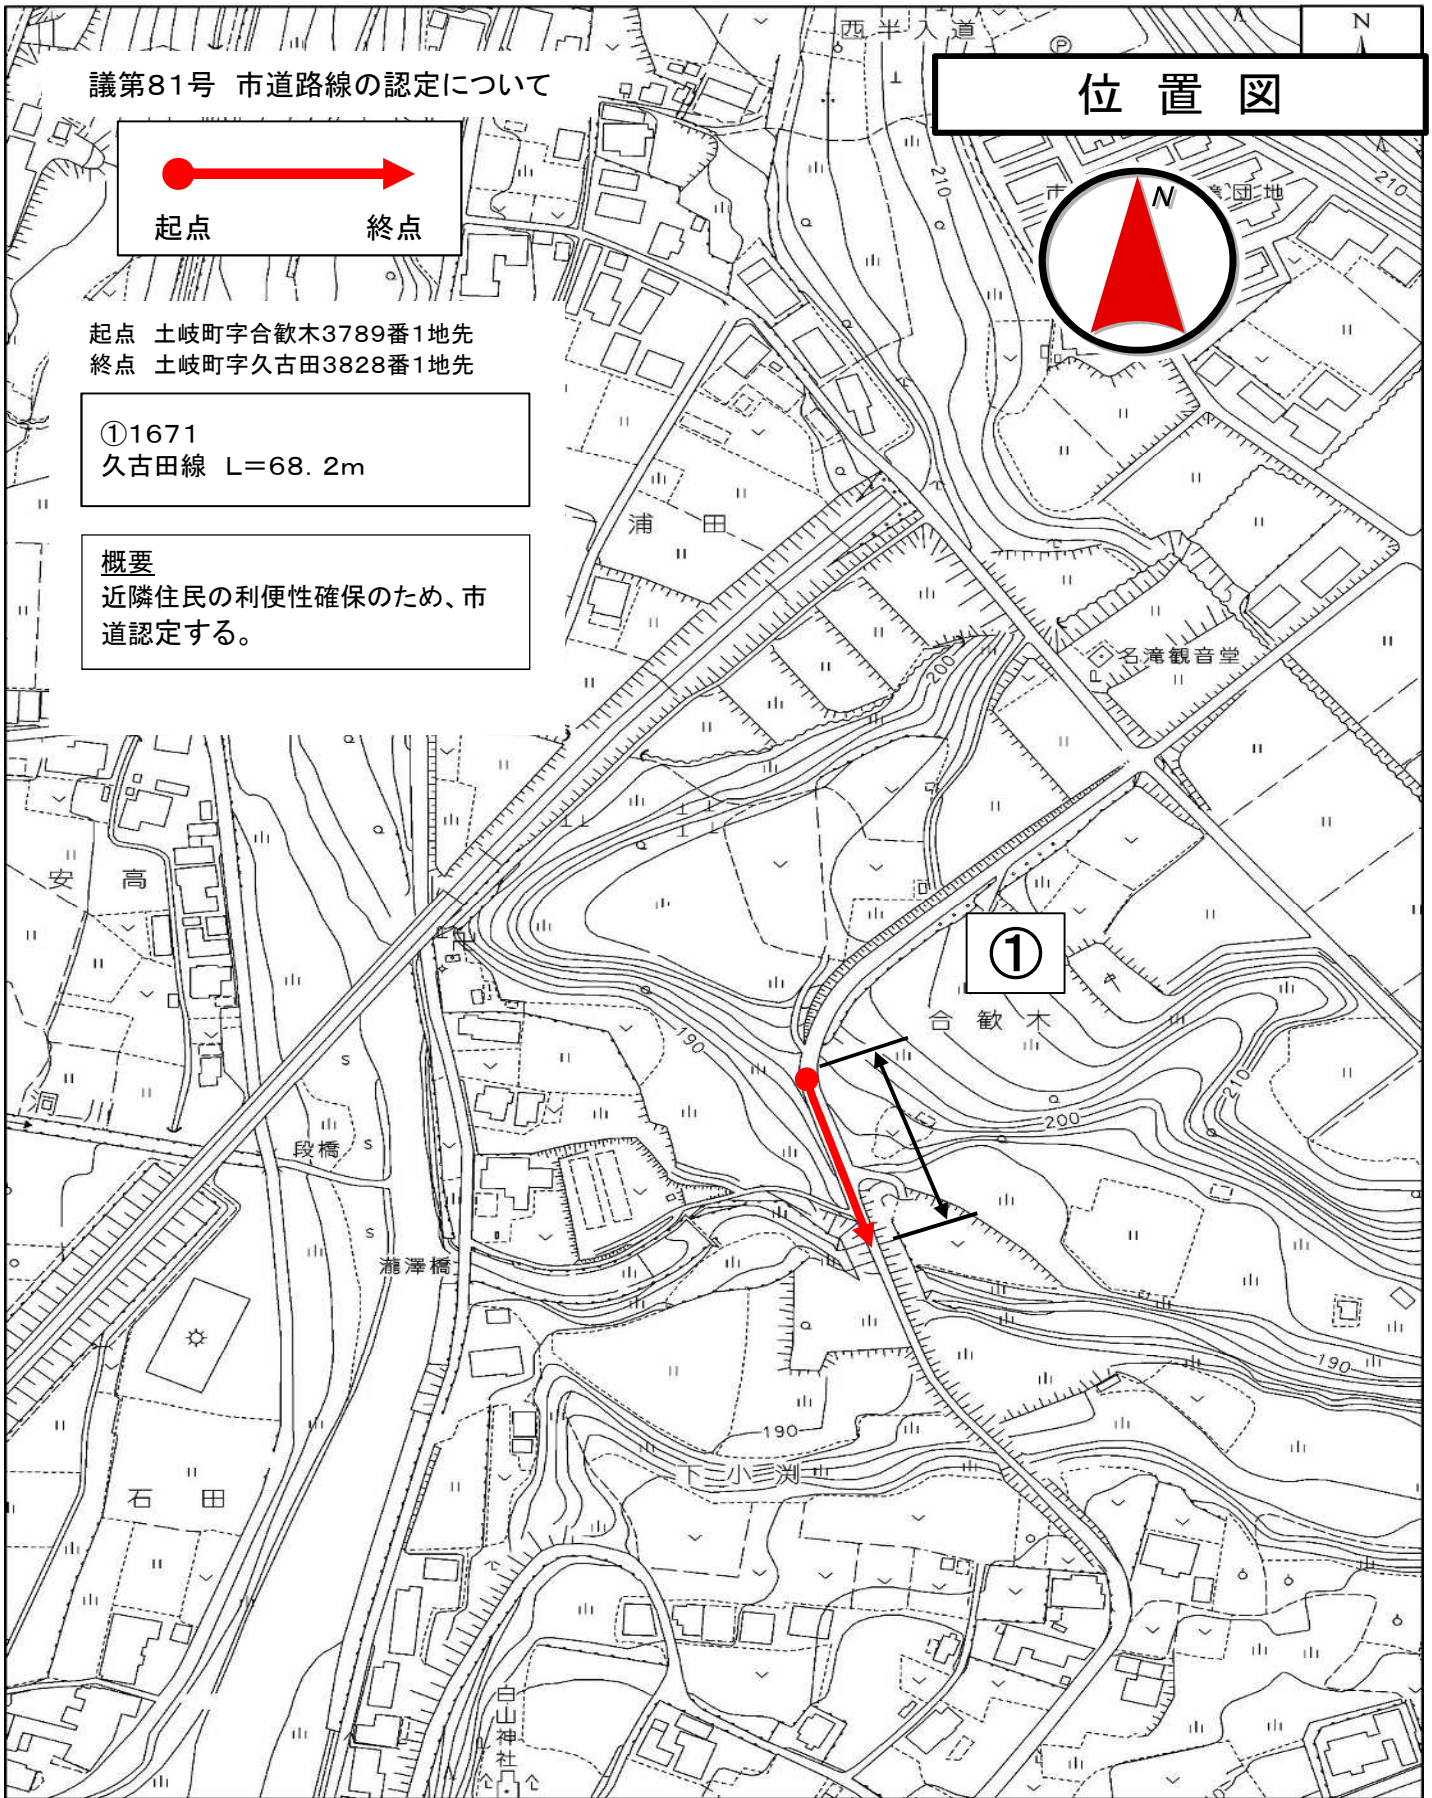 西半入道
N
議第81号 市道路線の認定について
位置図
起点 終点
N
団地
210
210
起点 土岐町字合歓木3789番1地先
終点 土岐町字久古田3828番1地先
①1671
久古田線 L=68.2m
浦田
概要
近隣住民の利便性確保のため、市
道認定する。
名滝観音堂
200
安高
①
合歓木
190
210
200
洞川
段橋
瀧澤橋
190
190
下小渕
石田
白山神社